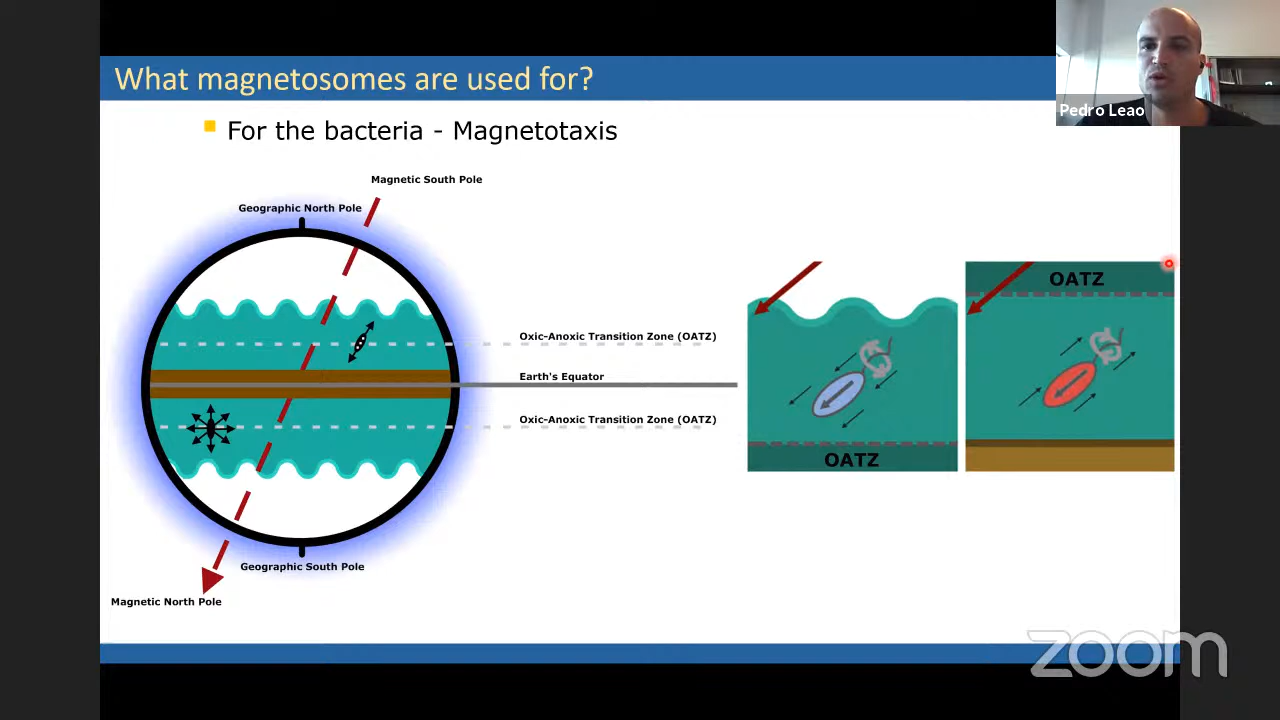 What magnetosomes are used for?
Pedro Leao
For the bacteria - Magnetotaxis
Magnetic South Pole
Geographic North Pole
Oxic-Anoxic Transition Zone (OATZ)
Earth's Equator
Oxic-Anoxic Transition Zone (OATZ)
OATZ
OATZ
Geographic South Pole
Magnetic North Pole
zoom